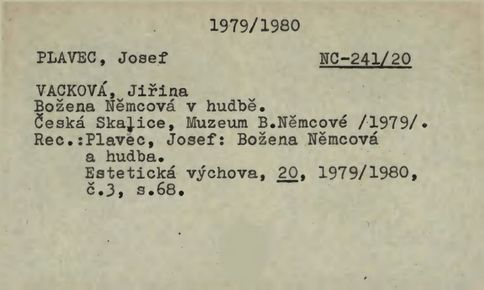 1979/1980
PLAVEC, Josef NC-241/20
VACKOVÁ, Jiřina
Božena Němcová v hudbě.
Česká Skalice, Muzeum B.Němcové /1979/.
Rec.:Plavec, Josef: Božena Němcová
a hudba.
Estetická výchova, 20, 1979/1980,
č.3, s.68.